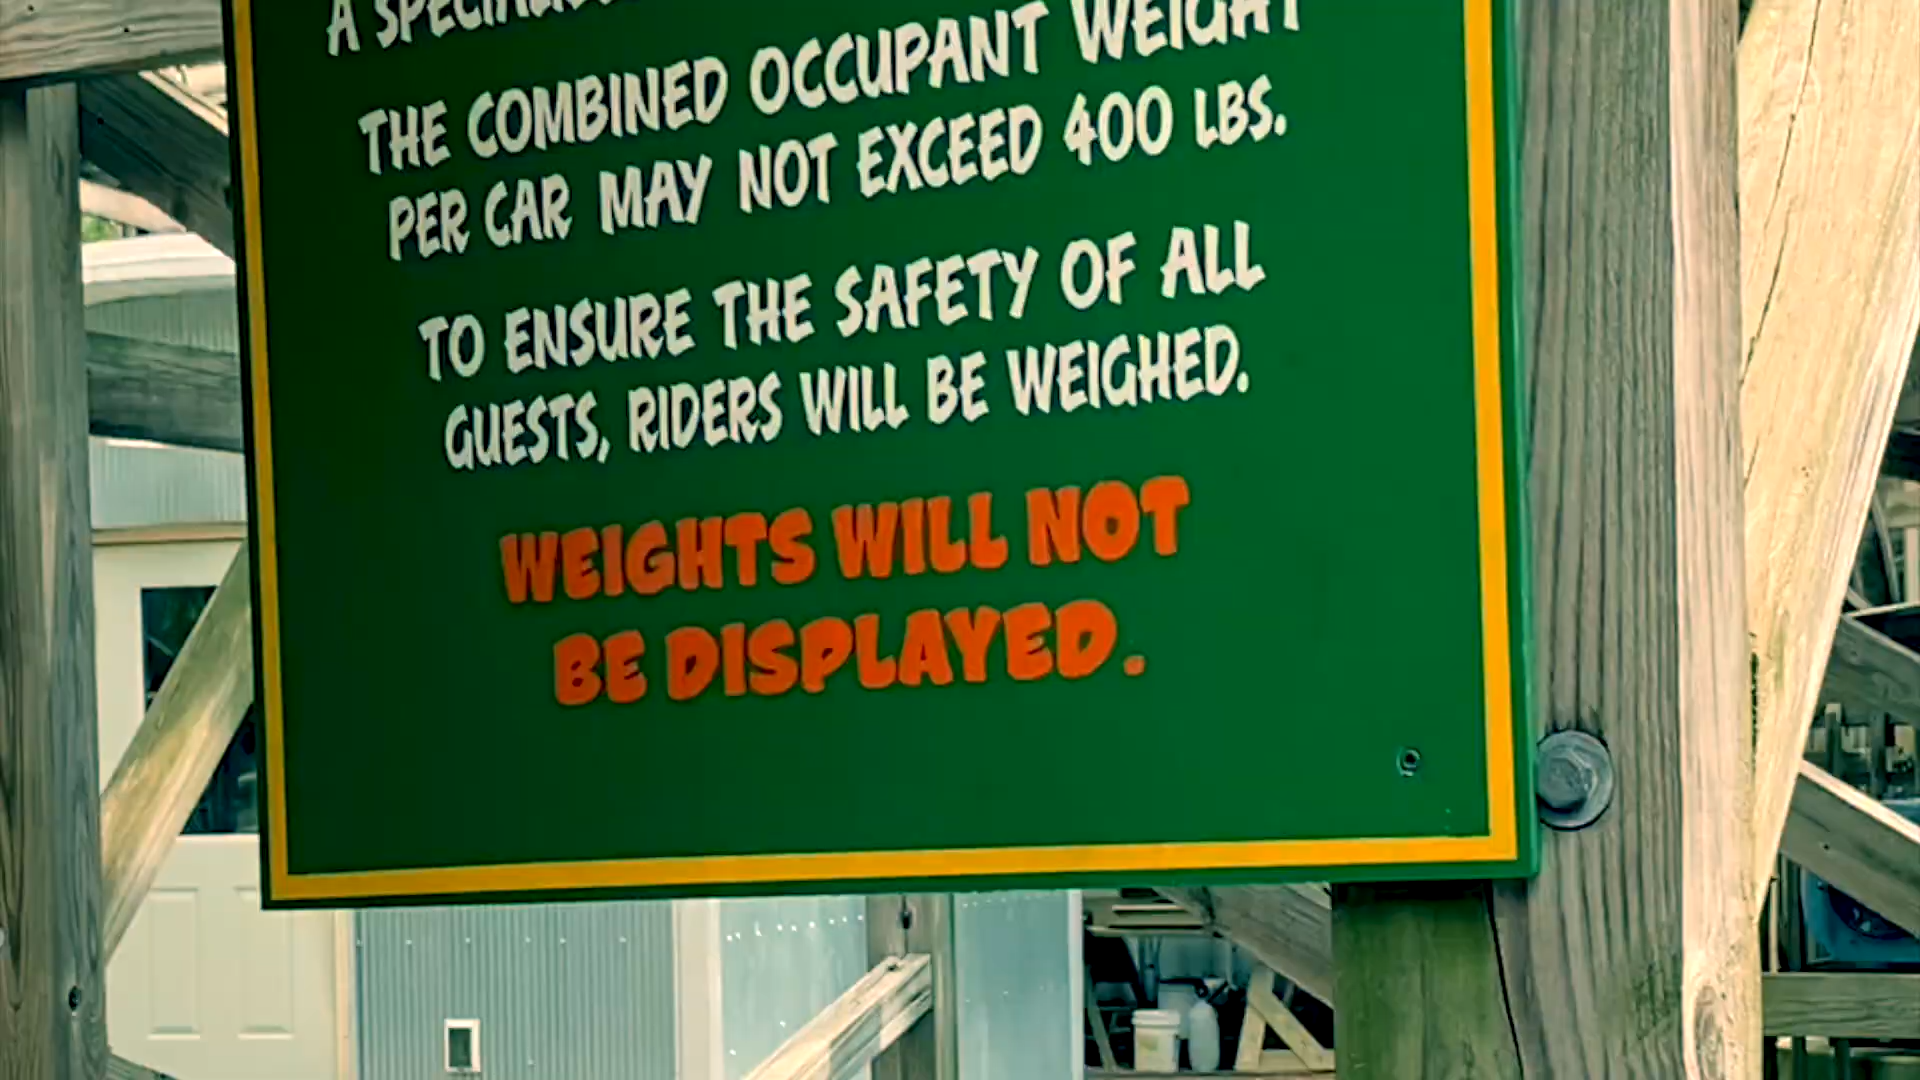 A
THE COMBINED OCCUPANT WEIGHT
PER CAR MAY NOT EXCEED 400 LBS.
TO ENSURE THE SAFETY OF ALL
GUESTS, RIDERS WILL BE WEIGHED.
WEIGHTS WILL NOT
BE DISPLAYED.